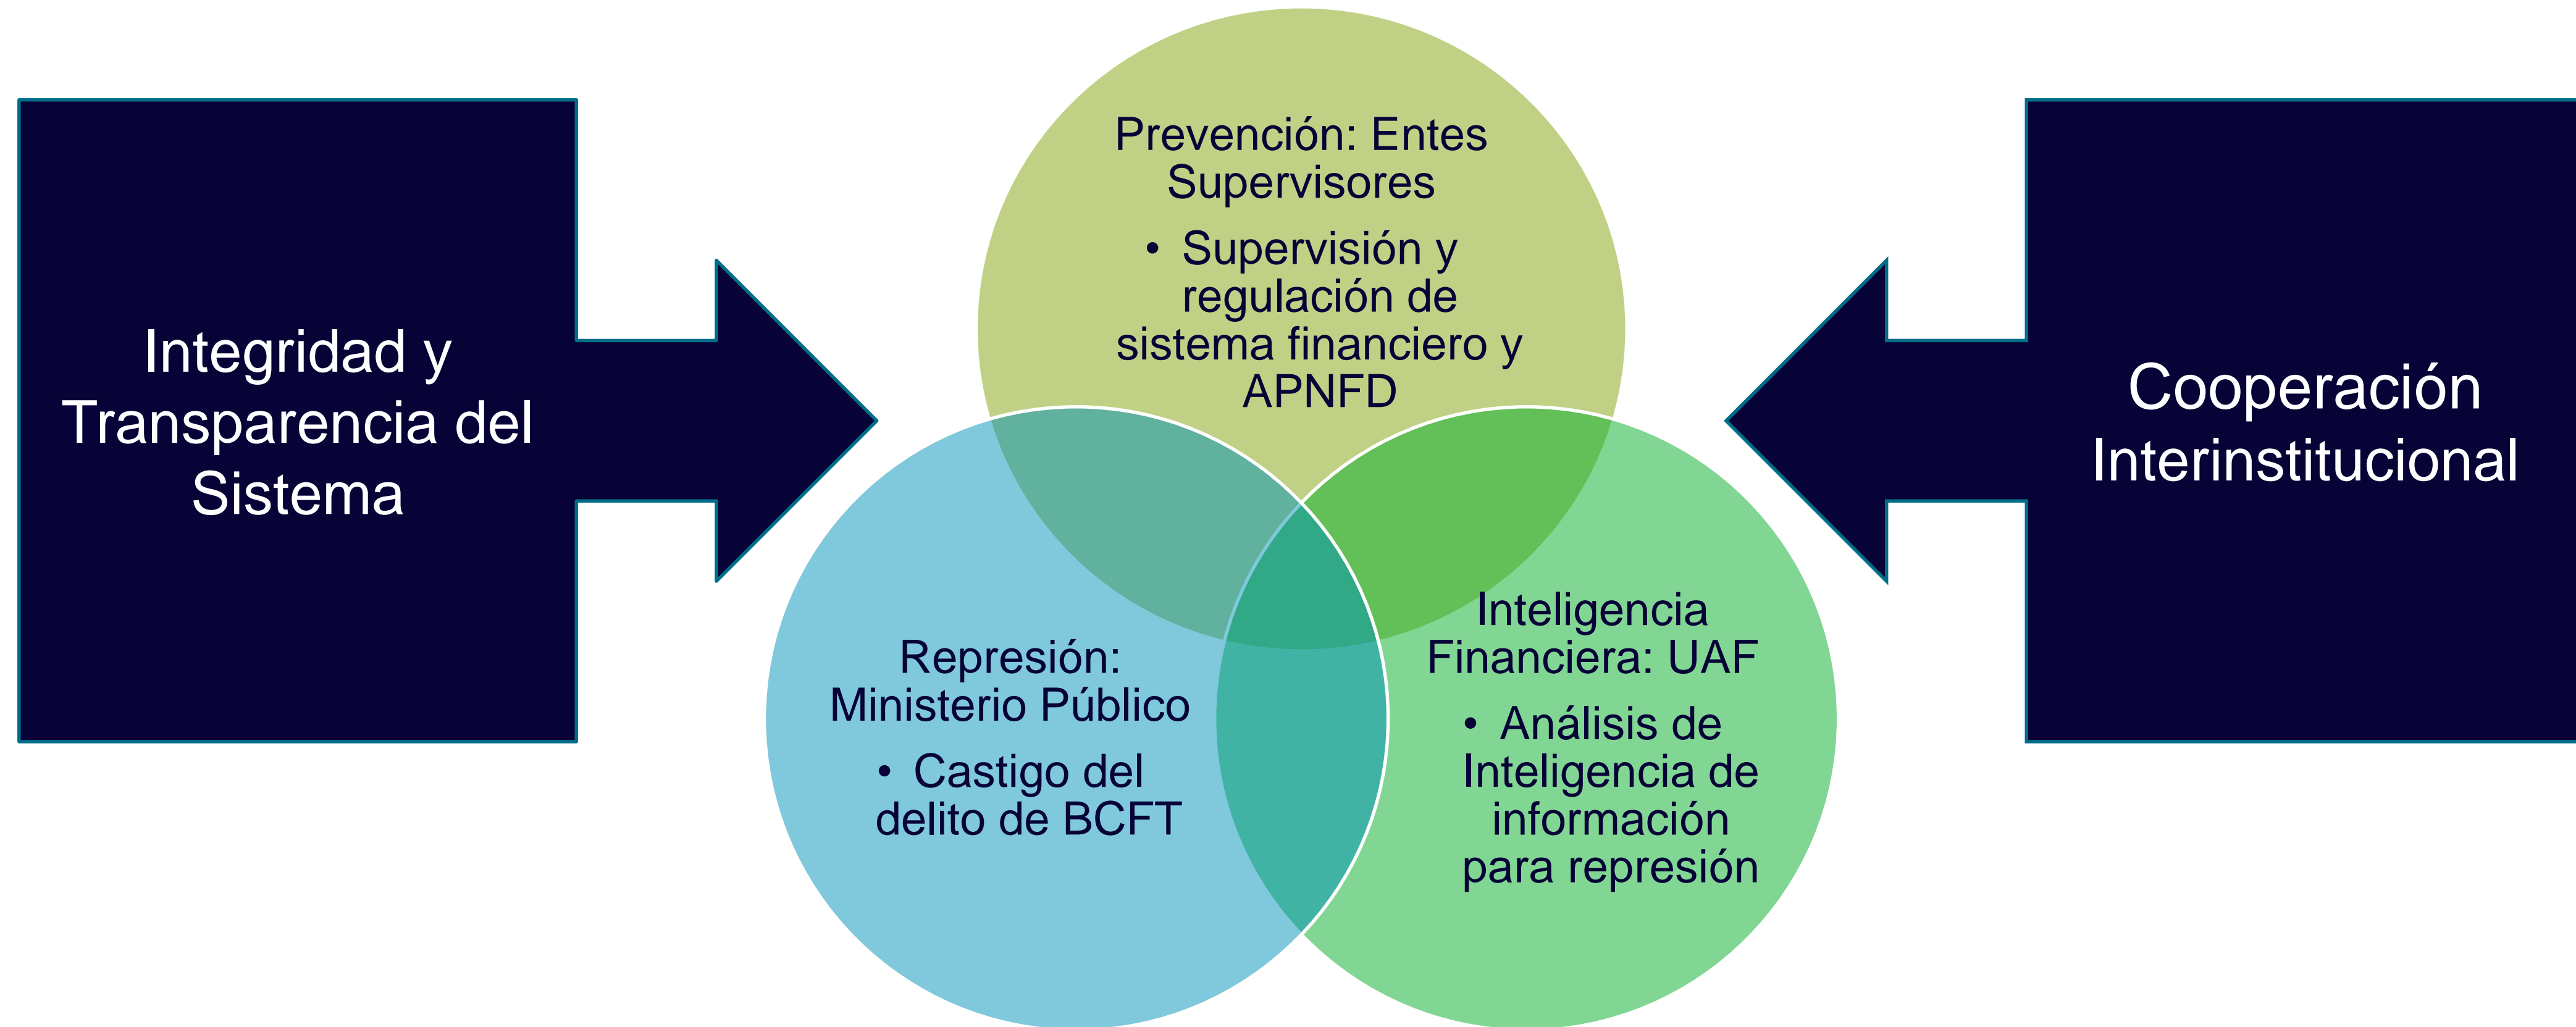 Integridad y
Transparencia del
Sistema
Prevención: Entes
Supervisores
• Supervisión y
regulación de
sistema financiero y
APNFD
Represión:
Ministerio Público
• Castigo del
delito de BCFT
Inteligencia
Financiera: UAF
• Análisis de
Inteligencia de
información
para represión
Cooperación
Interinstitucional